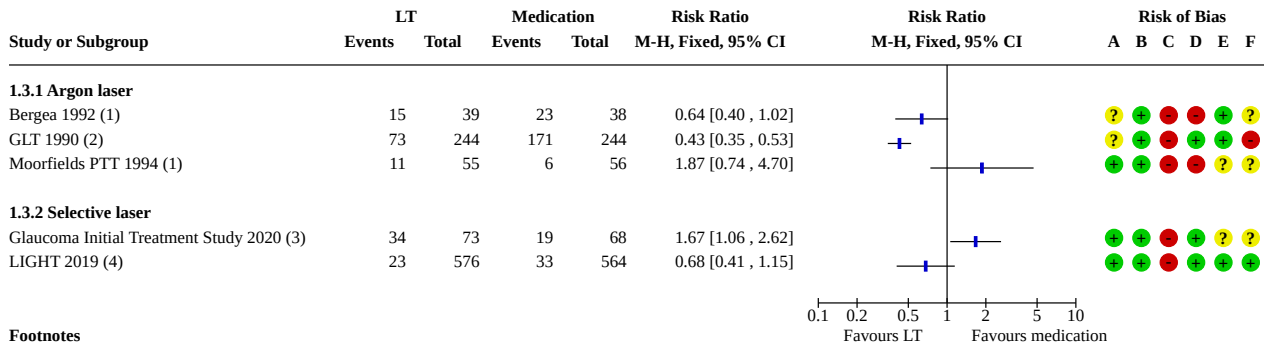 LT Medication Risk Ratio Risk Ratio Risk of Bias
Study or Subgroup Events Total Events Total M-H, Fixed, 95% CI M-H, Fixed, 95% CI A B C D E F
1.3.1 Argon laser
Bergea 1992 (1) 15 39 23 38 0.64 [0.40 , 1.02] ? + - - + ?
GLT 1990 (2) 73 244 171 244 0.43 [0.35 , 0.53] ? + - + + -
Moorfields PTT 1994 (1) 11 55 6 56 1.87 [0.74 , 4.70] + + - - ? ?
1.3.2 Selective laser
Glaucoma Initial Treatment Study 2020 (3) 34 73 19 68 1.67 [1.06 , 2.62] + + - + ? ?
LIGHT 2019 (4) 23 576 33 564 0.68 [0.41 , 1.15] + + - + + +
0.1 0.2 0.5 1 2 5 10
Footnotes Favours LT Favours medication